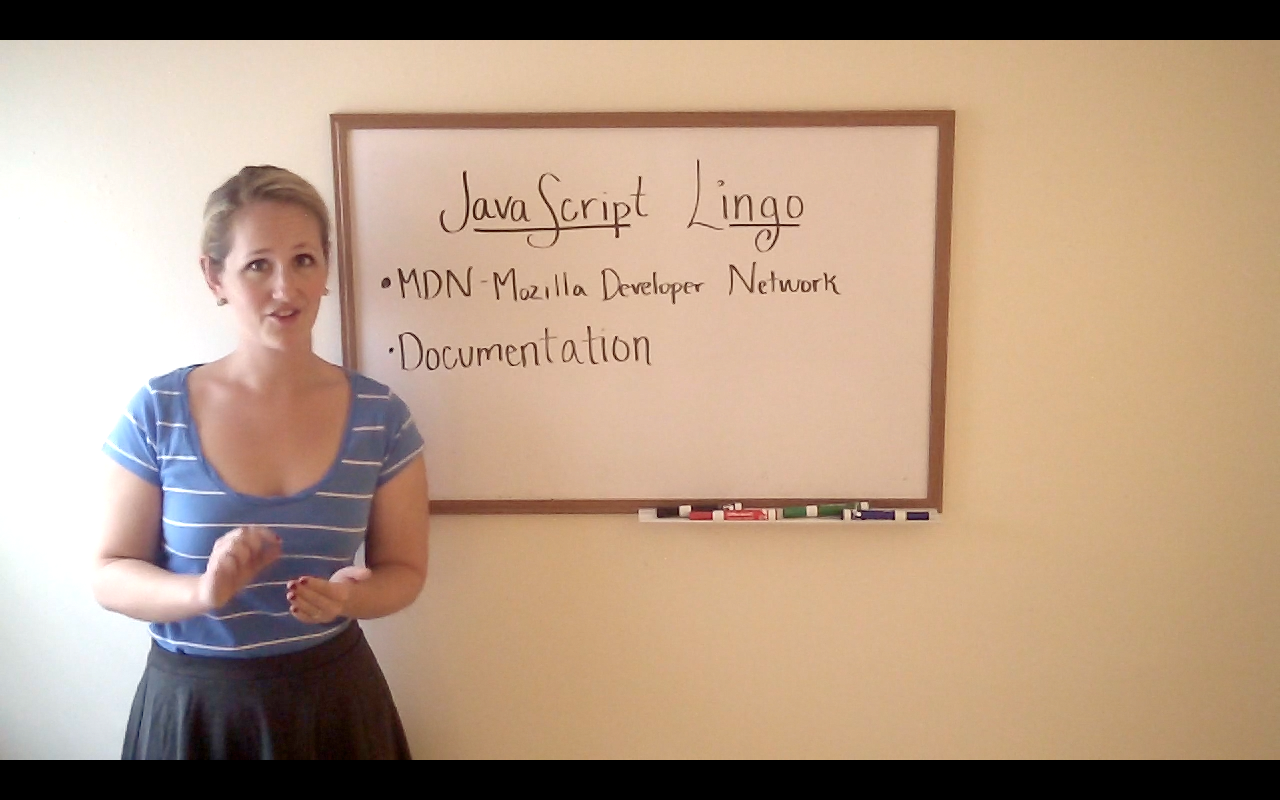 JavaScript Lingo
• MDN - Mozilla Developer Network
• Documentation